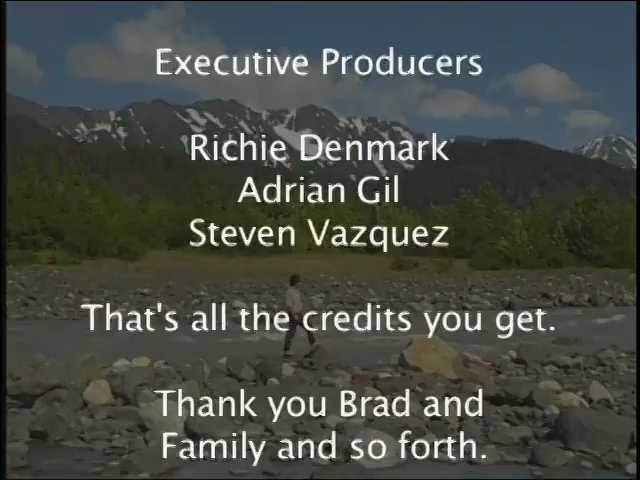 Executive Producers
Richie Denmark
Adrian Gil
Steven Vazquez
That's all the credits you get.
Thank you Brad and
Family and so forth.